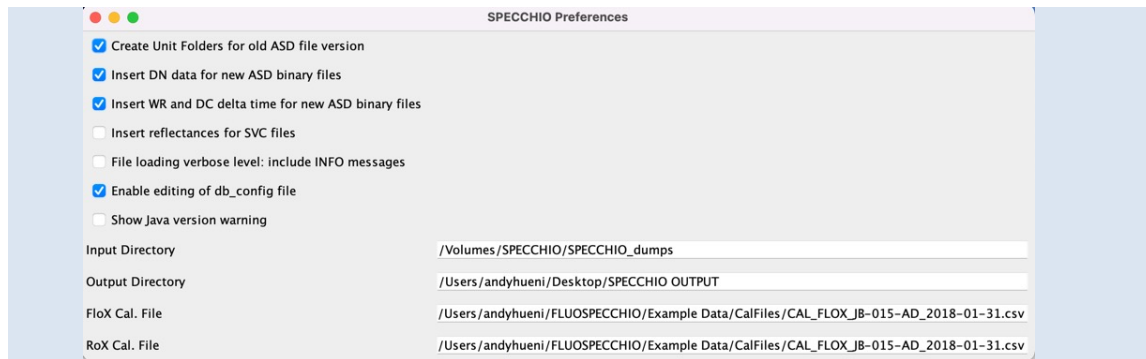 SPECCHIO Preferences
Create Unit Folders for old ASD file version
Insert DN data for new ASD binary files
Insert WR and DC delta time for new ASD binary files
Insert reflectances for SVC files
File loading verbose level: include INFO messages
Enable editing of db_config file
Show Java version warning
Input Directory /Volumes/SPECCHIO/SPECCHIO_dumps
Output Directory /Users/andyhueni/Desktop/SPECCHIO OUTPUT
FloX Cal. File /Users/andyhueni/FLUOSPECCHIO/Example Data/CalFiles/CAL_FLOX_JB-015-AD_2018-01-31.csv
RoX Cal. File /Users/andyhueni/FLUOSPECCHIO/Example Data/CalFiles/CAL_FLOX_JB-015-AD_2018-01-31.csv